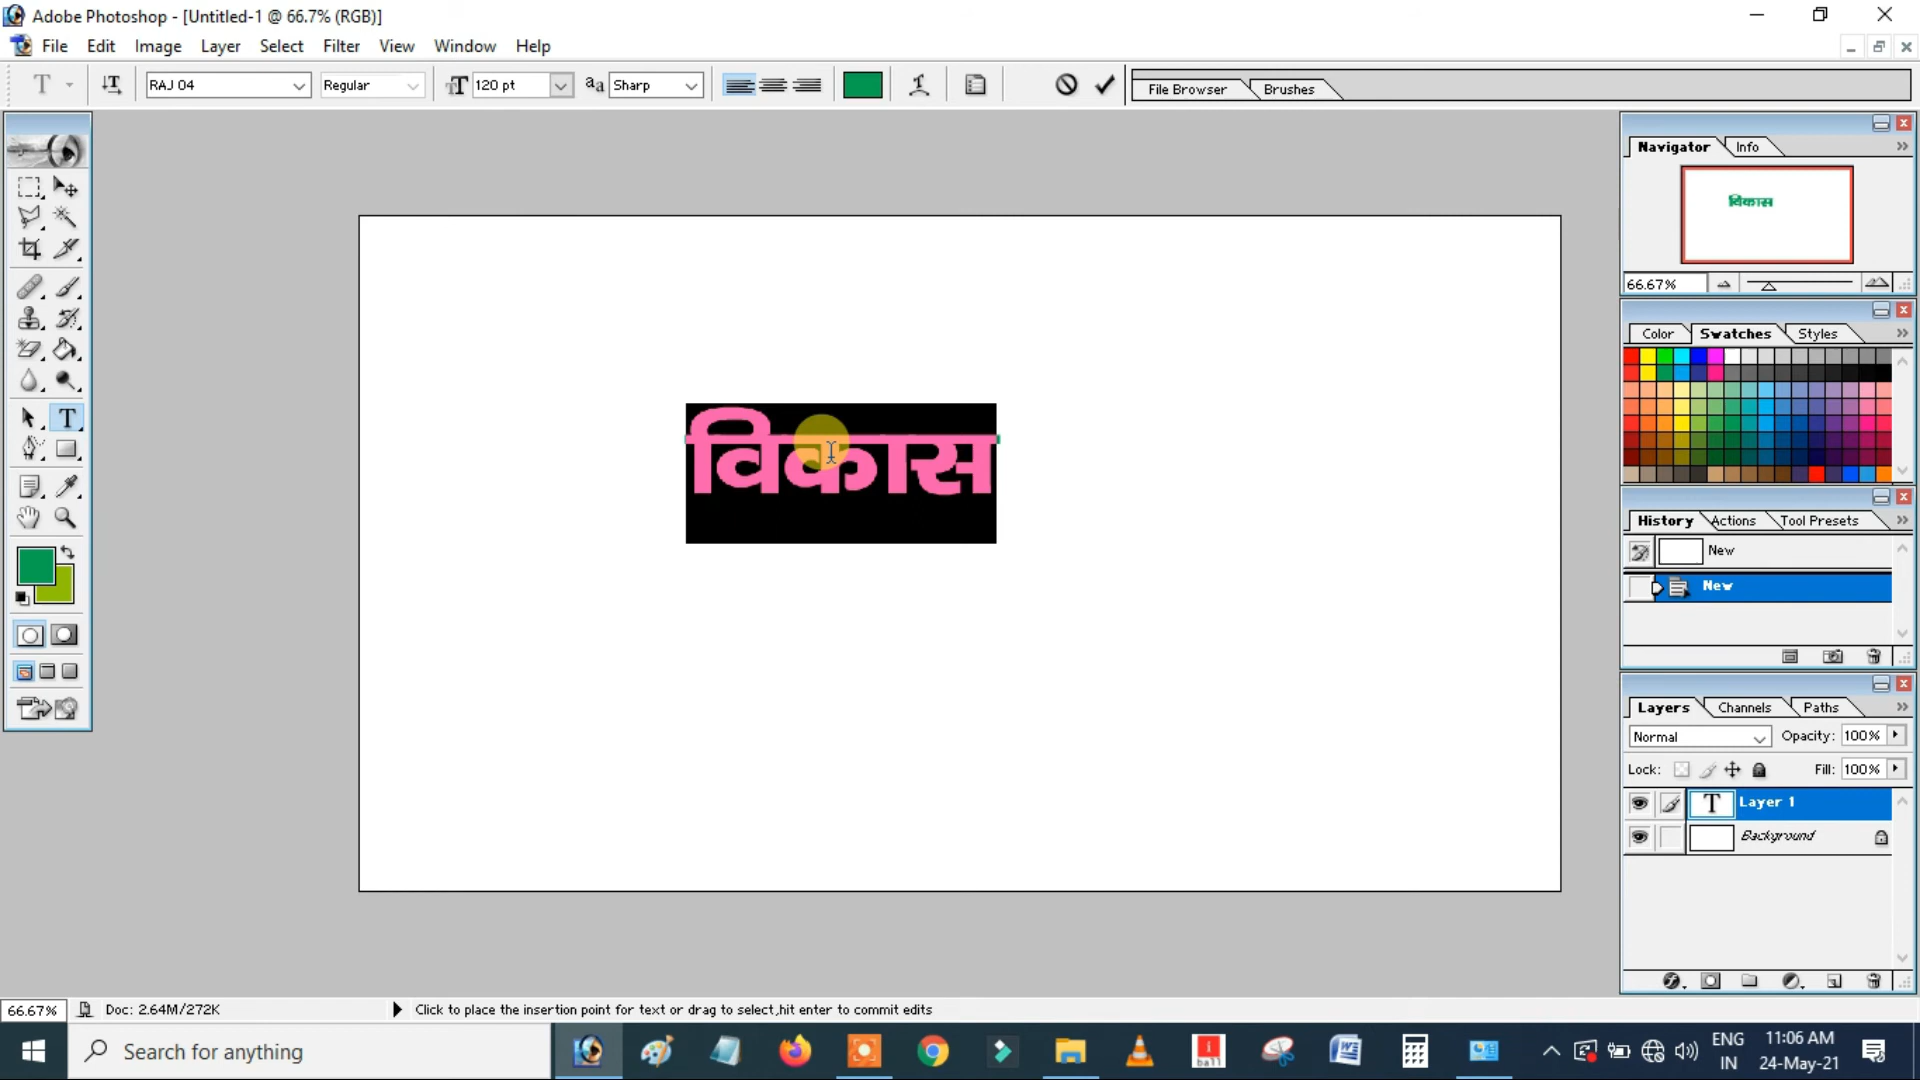 Adobe Photoshop - [Untitled-1 @ 66.7% (RGB)]
File Edit Image Layer Select Filter View Window Help
RAJ 04 Regular 120 pt aa Sharp File Browser Brushes
Navigator Info
विकास
66.67%
Color Swatches Styles
विकास
History Actions Tool Presets
New
New
Layers Channels Paths
Normal Opacity: 100%
Lock: Fill: 100%
T Layer 1
Background
66.67% Doc: 2.64M/272K Click to place the insertion point for text or drag to select,hit enter to commit edits
Search for anything
ENG
IN
11:06 AM
24-May-21